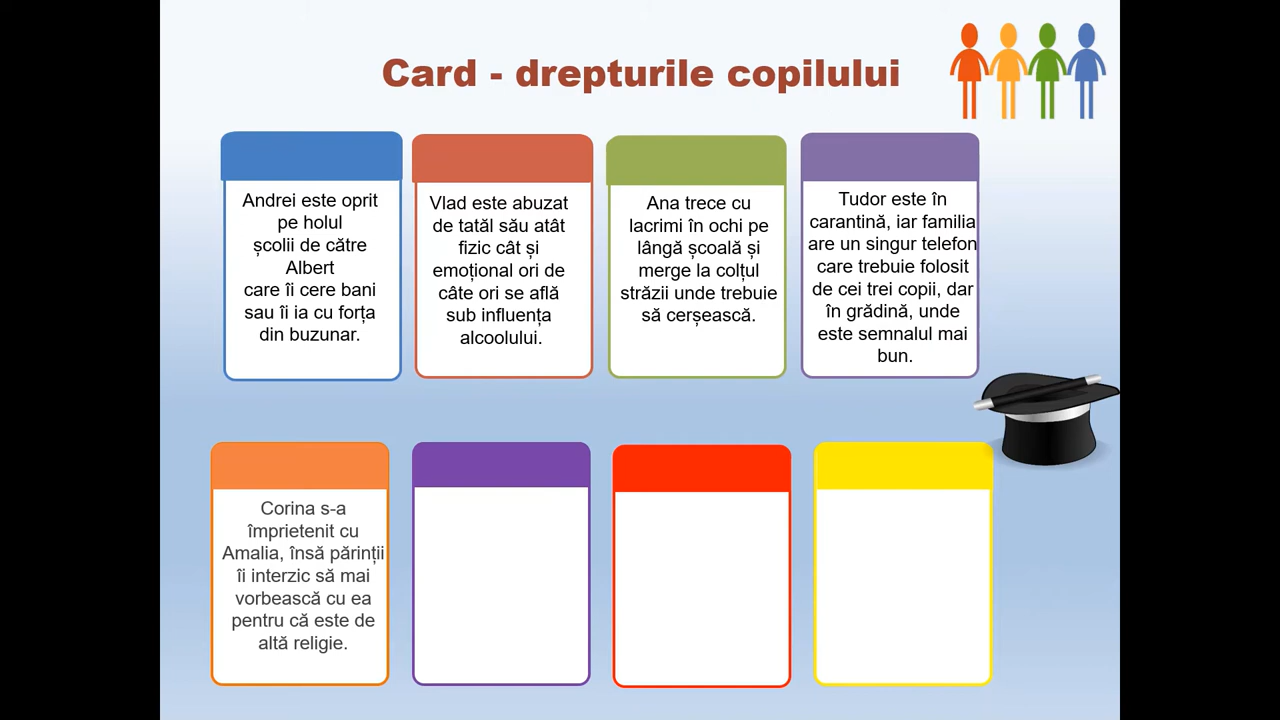 Card - drepturile copilului
Andrei este oprit
pe holul
școlii de către
Albert
care îi cere bani
sau îi ia cu forța
din buzunar.
Vlad este abuzat
de tatăl său atât
fizic cât și
emoțional ori de
câte ori se află
sub influența
alcoolului.
Ana trece cu
lacrimi în ochi pe
lângă școală și
merge la colțul
străzii unde trebuie
să cerșească.
Tudor este în
carantină, iar familia
are un singur telefon
care trebuie folosit
de cei trei copii, dar
în grădină, unde
este semnalul mai
bun.
Corina s-a
împrietenit cu
Amalia, însă părinții
îi interzic să mai
vorbească cu ea
pentru că este de
altă religie.